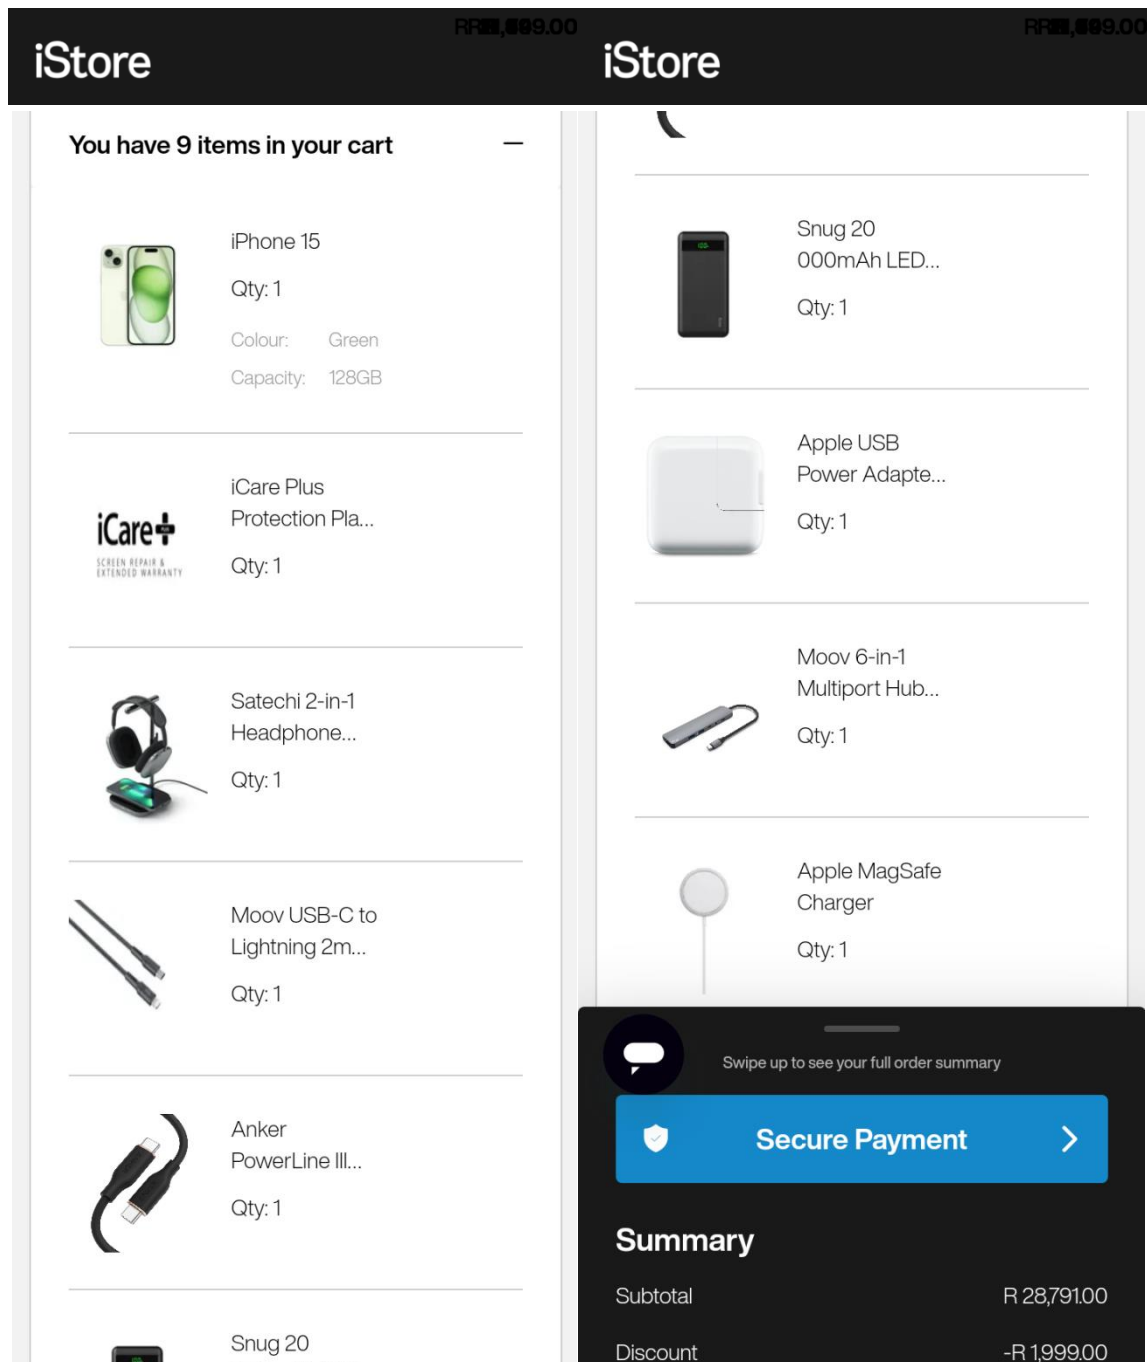 iStore
You have 9 items in your cart
iPhone 15
Qty: 1
Colour: Green
Capacity: 128GB
iCare Plus
Protection Pla...
Qty: 1
iCare+ PLUS
SCREEN REPAIR &
EXTENDED WARRANTY
Satechi 2-in-1
Headphone...
Qty: 1
Moov USB-C to
Lightning 2m...
Qty: 1
Anker
PowerLine III...
Qty: 1
Snug 20
iStore
Snug 20
000mAh LED...
Qty: 1
Apple USB
Power Adapte...
Qty: 1
Moov 6-in-1
Multiport Hub...
Qty: 1
Apple MagSafe
Charger
Qty: 1
Swipe up to see your full order summary
Secure Payment
Summary
Subtotal R 28,791.00
Discount -R 1,999.00